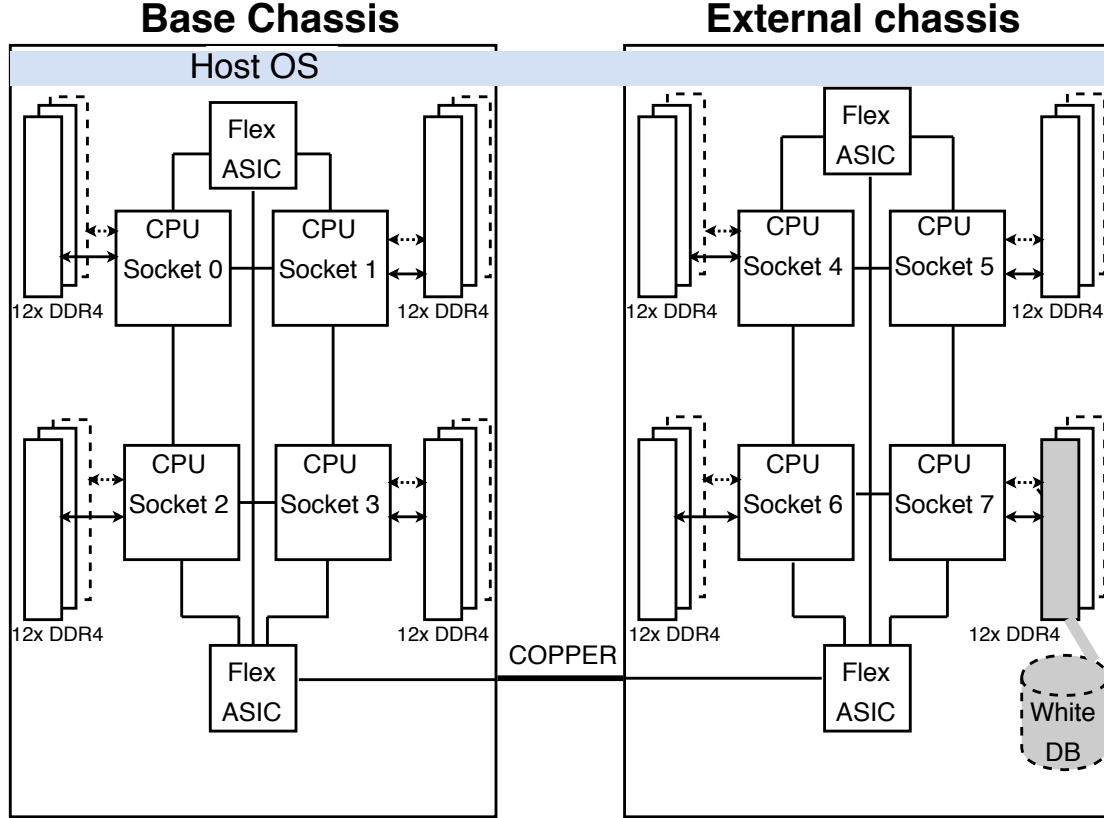 Base Chassis
External chassis
Host OS
Flex
ASIC
Flex
ASIC
CPU
Socket 0
CPU
Socket 1
CPU
Socket 4
CPU
Socket 5
12x DDR4
12x DDR4
12x DDR4
12x DDR4
CPU
Socket 2
CPU
Socket 3
CPU
Socket 6
CPU
Socket 7
12x DDR4
12x DDR4
12x DDR4
12x DDR4
COPPER
Flex
ASIC
Flex
ASIC
White
DB